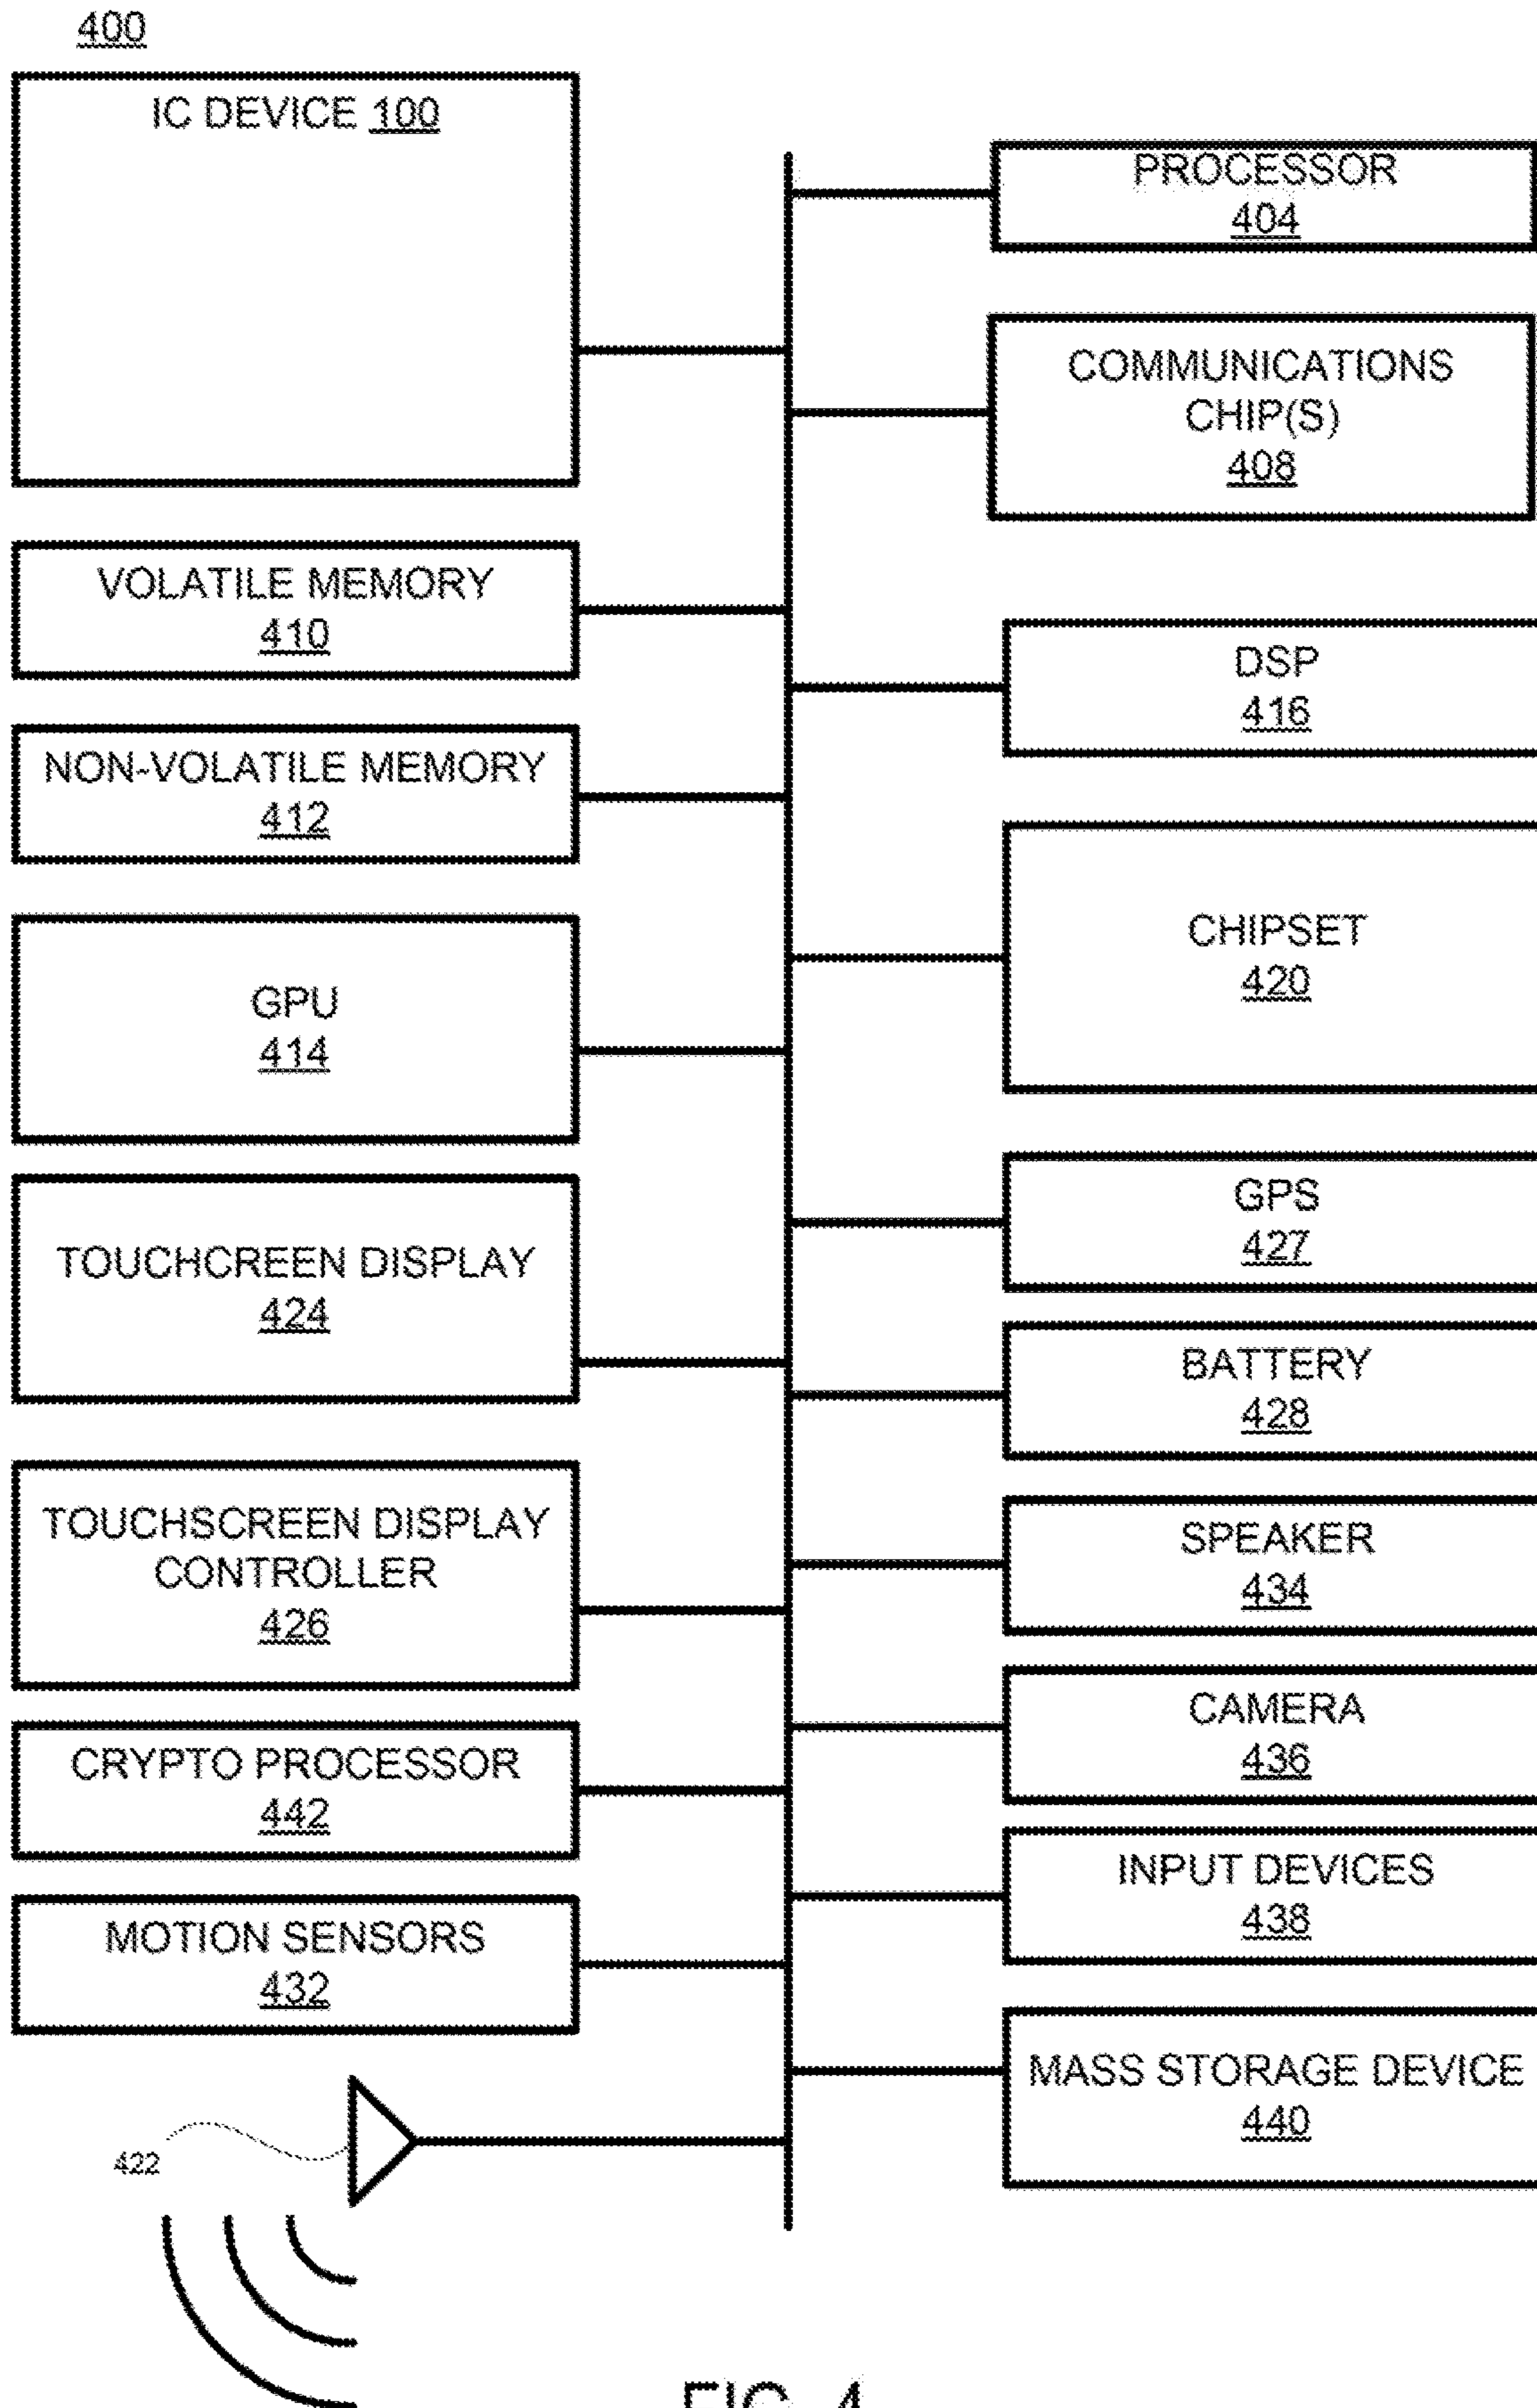 400
IC DEVICE 100
VOLATILE MEMORY
410
NON-VOLATILE MEMORY
412
GPU
414
TOUCHCREEN DISPLAY
424
TOUCHSCREEN DISPLAY
CONTROLLER
426
CRYPTO PROCESSOR
442
MOTION SENSORS
432
422
PROCESSOR
404
COMMUNICATIONS
CHIP(S)
408
DSP
416
CHIPSET
420
GPS
427
BATTERY
428
SPEAKER
434
CAMERA
436
INPUT DEVICES
438
MASS STORAGE DEVICE
440
FIG. 4